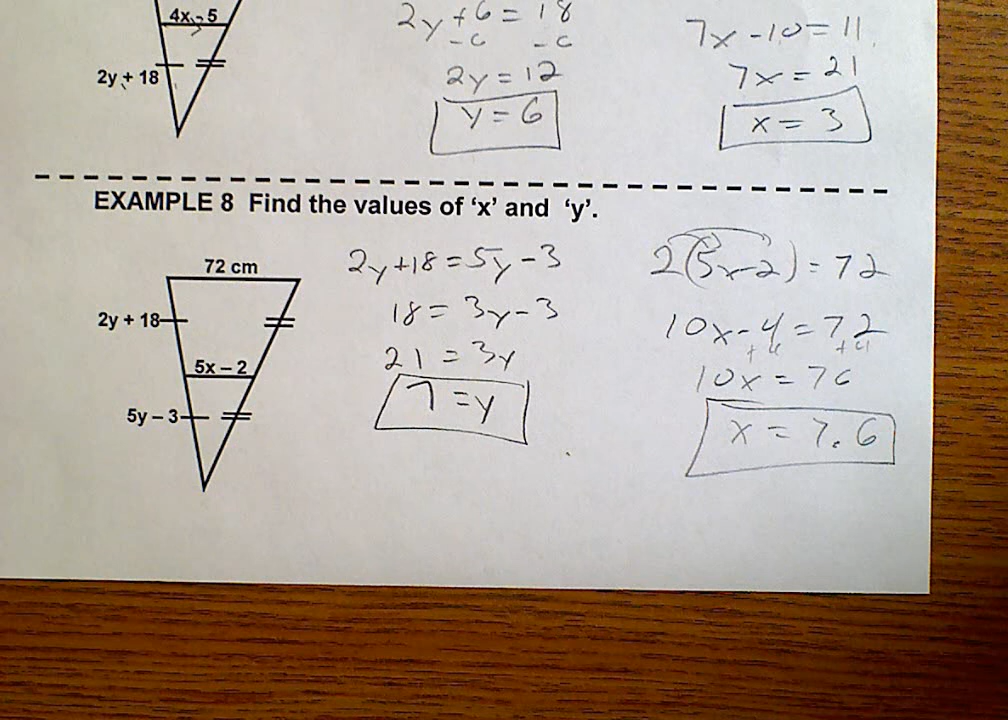 4x - 5
2y + 18
2y + 6 = 18
-6 -6
2y = 12
y = 6
7x - 10 = 11
7x = 21
x = 3
EXAMPLE 8 Find the values of ‘x’ and ‘y’.
72 cm
2y + 18
5x – 2
5y – 3
2y + 18 = 5y - 3
18 = 3y - 3
21 = 3y
7 = y
2(5x - 2) = 72
10x - 4 = 72
+4 +4
10x = 76
x = 7.6